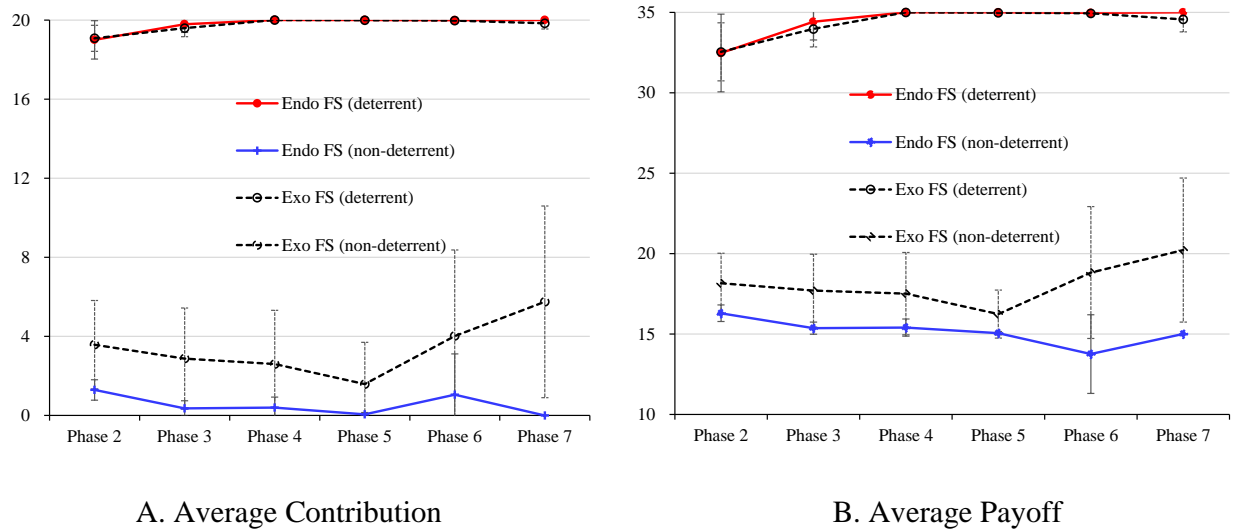 20
16
12
8
4
0
Endo FS (deterrent)
Endo FS (non-deterrent)
Exo FS (deterrent)
Exo FS (non-deterrent)
Phase 2 Phase 3 Phase 4 Phase 5 Phase 6 Phase 7
A. Average Contribution
35
30
25
20
15
10
Endo FS (deterrent)
Endo FS (non-deterrent)
Exo FS (deterrent)
Exo FS (non-deterrent)
Phase 2 Phase 3 Phase 4 Phase 5 Phase 6 Phase 7
B. Average Payoff